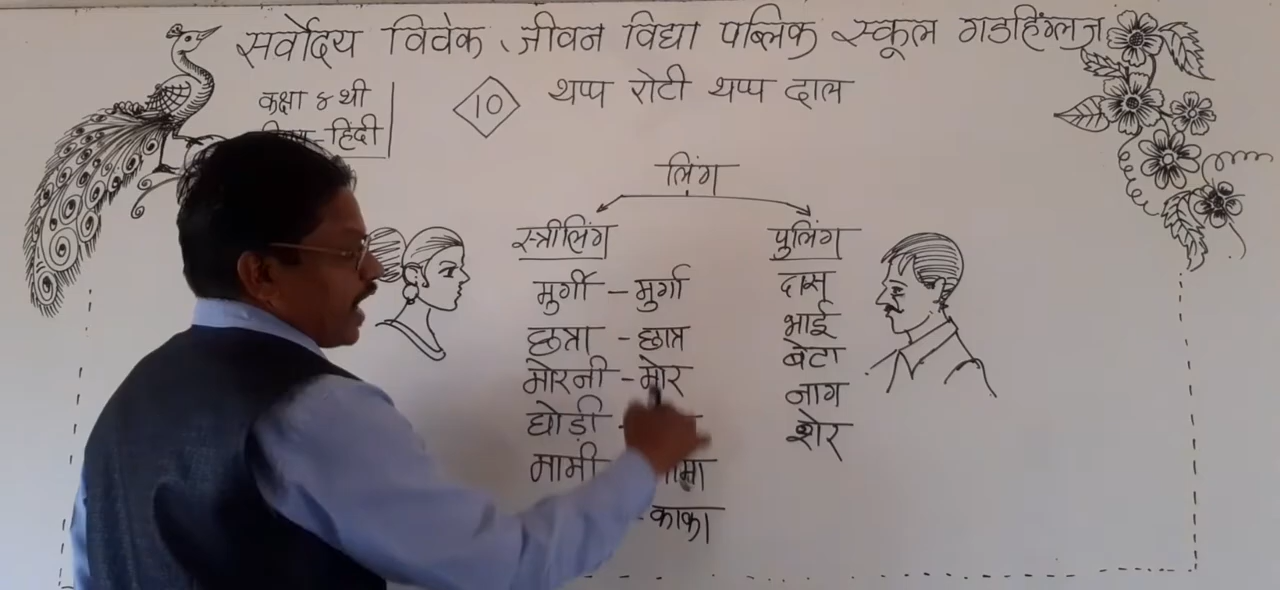 सर्वोदय विवेक जीवन विद्या पब्लिक स्कूल गडहिंग्लज
कक्षा ४ थी
हिंदी
10 थप्प रोटी थप्प दाल
लिंग
स्त्रीलिंग
मुर्गी – मुर्गा
छात्रा – छात्र
मोरनी – मोर
घोड़ी -
मामी
- काका
पुलिंग
दास
भाई
बेटा
नाग
शेर